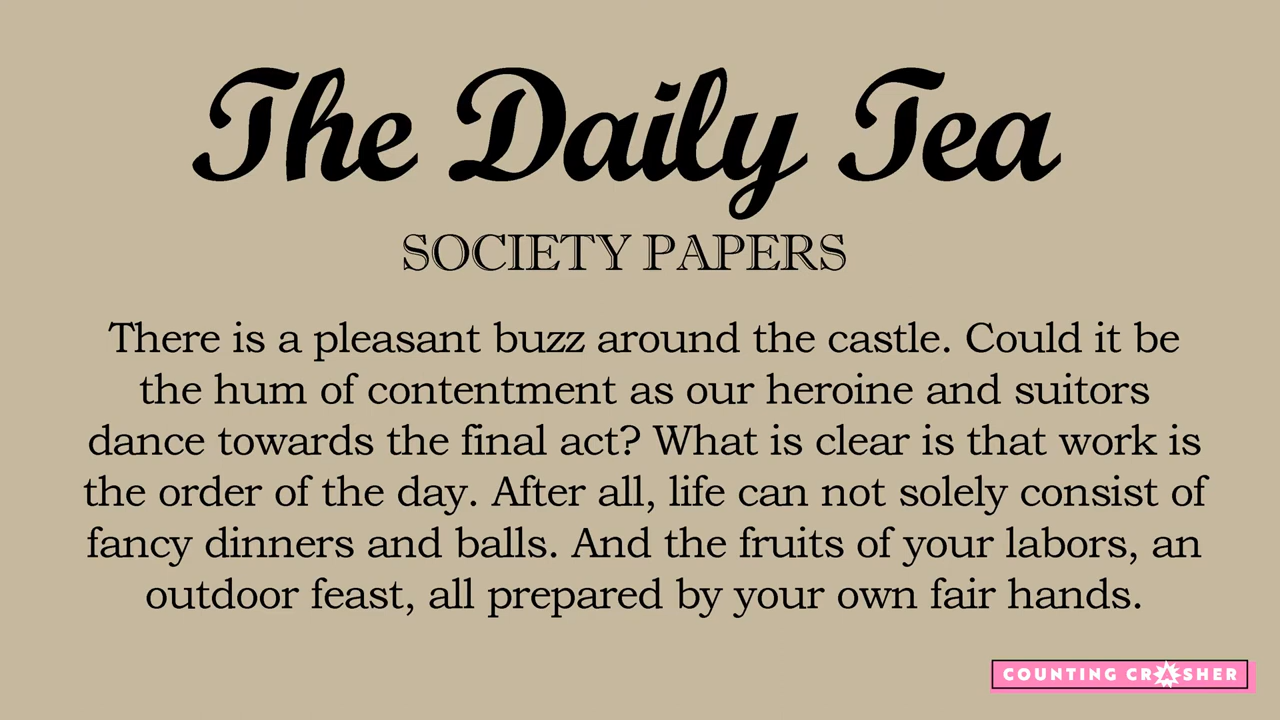 The Daily Tea
SOCIETY PAPERS
There is a pleasant buzz around the castle. Could it be
the hum of contentment as our heroine and suitors
dance towards the final act? What is clear is that work is
the order of the day. After all, life can not solely consist of
fancy dinners and balls. And the fruits of your labors, an
outdoor feast, all prepared by your own fair hands.
COUNTING CRASHER